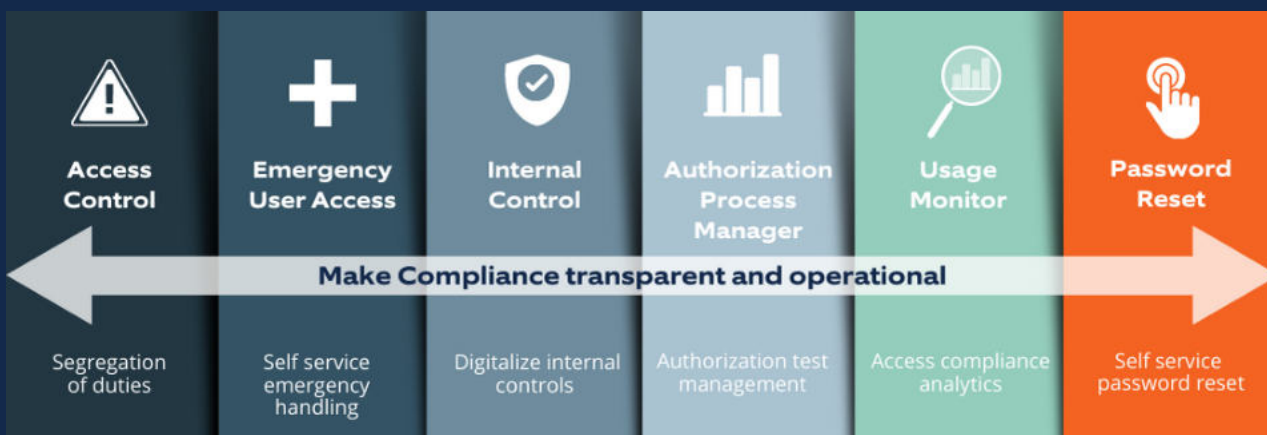 Access
Control
Emergency
User Access
Internal
Control
Authorization
Process
Manager
Usage
Monitor
Password
Reset
Make Compliance transparent and operational
Segregation
of duties
Self service
emergency
handling
Digitalize internal
controls
Authorization test
management
Access compliance
analytics
Self service
password reset